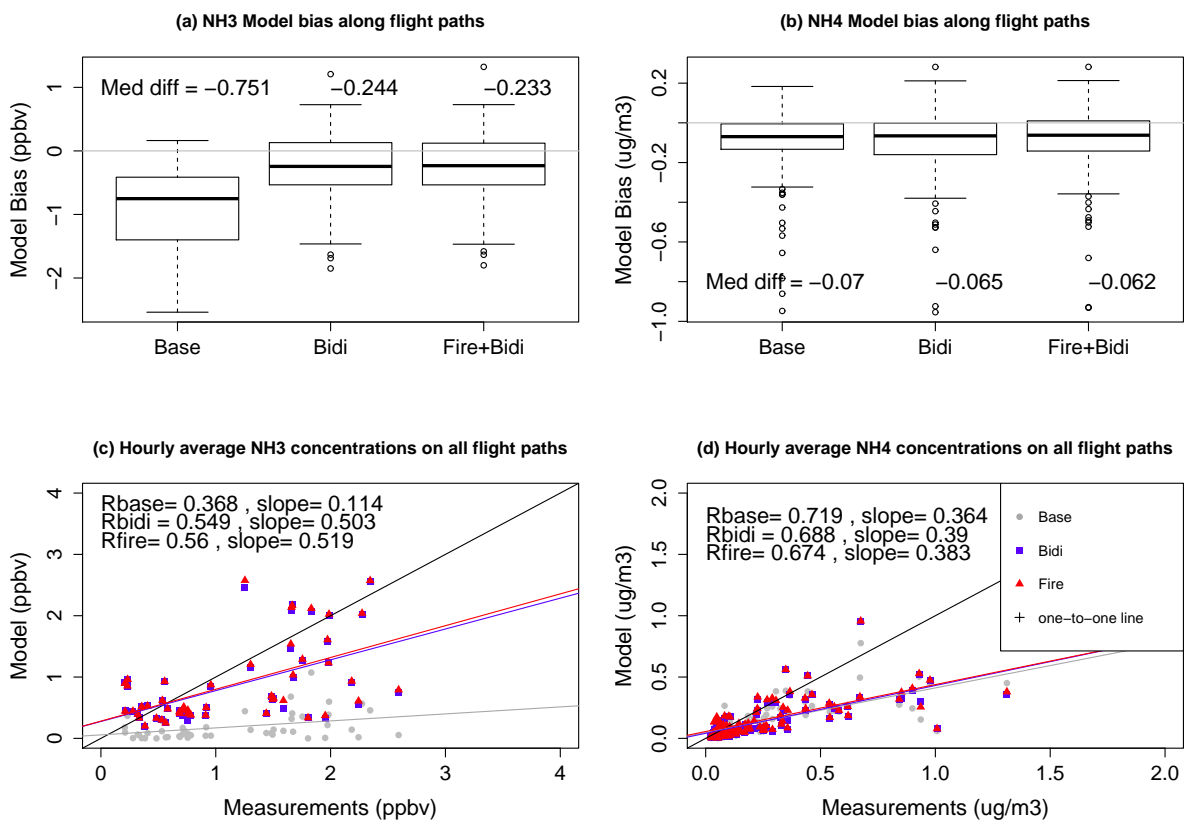 (a) NH3 Model bias along flight paths
Model Bias (ppbv)
1
0
−1
−2
Med diff = −0.751
−0.244
−0.233
Base
Bidi
Fire+Bidi
(b) NH4 Model bias along flight paths
Model Bias (ug/m3)
0.2
−0.2
−0.6
−1.0
Med diff = −0.07
−0.065
−0.062
Base
Bidi
Fire+Bidi
(c) Hourly average NH3 concentrations on all flight paths
Model (ppbv)
4
3
2
1
0
Rbase= 0.368 , slope= 0.114
Rbidi = 0.549 , slope= 0.503
Rfire= 0.56 , slope= 0.519
0 1 2 3 4
Measurements (ppbv)
(d) Hourly average NH4 concentrations on all flight paths
Model (ug/m3)
2.0
1.5
1.0
0.5
0.0
Rbase= 0.719 , slope= 0.364
Rbidi = 0.688 , slope= 0.39
Rfire= 0.674 , slope= 0.383
Base
Bidi
Fire
one−to−one line
0.0 0.5 1.0 1.5 2.0
Measurements (ug/m3)